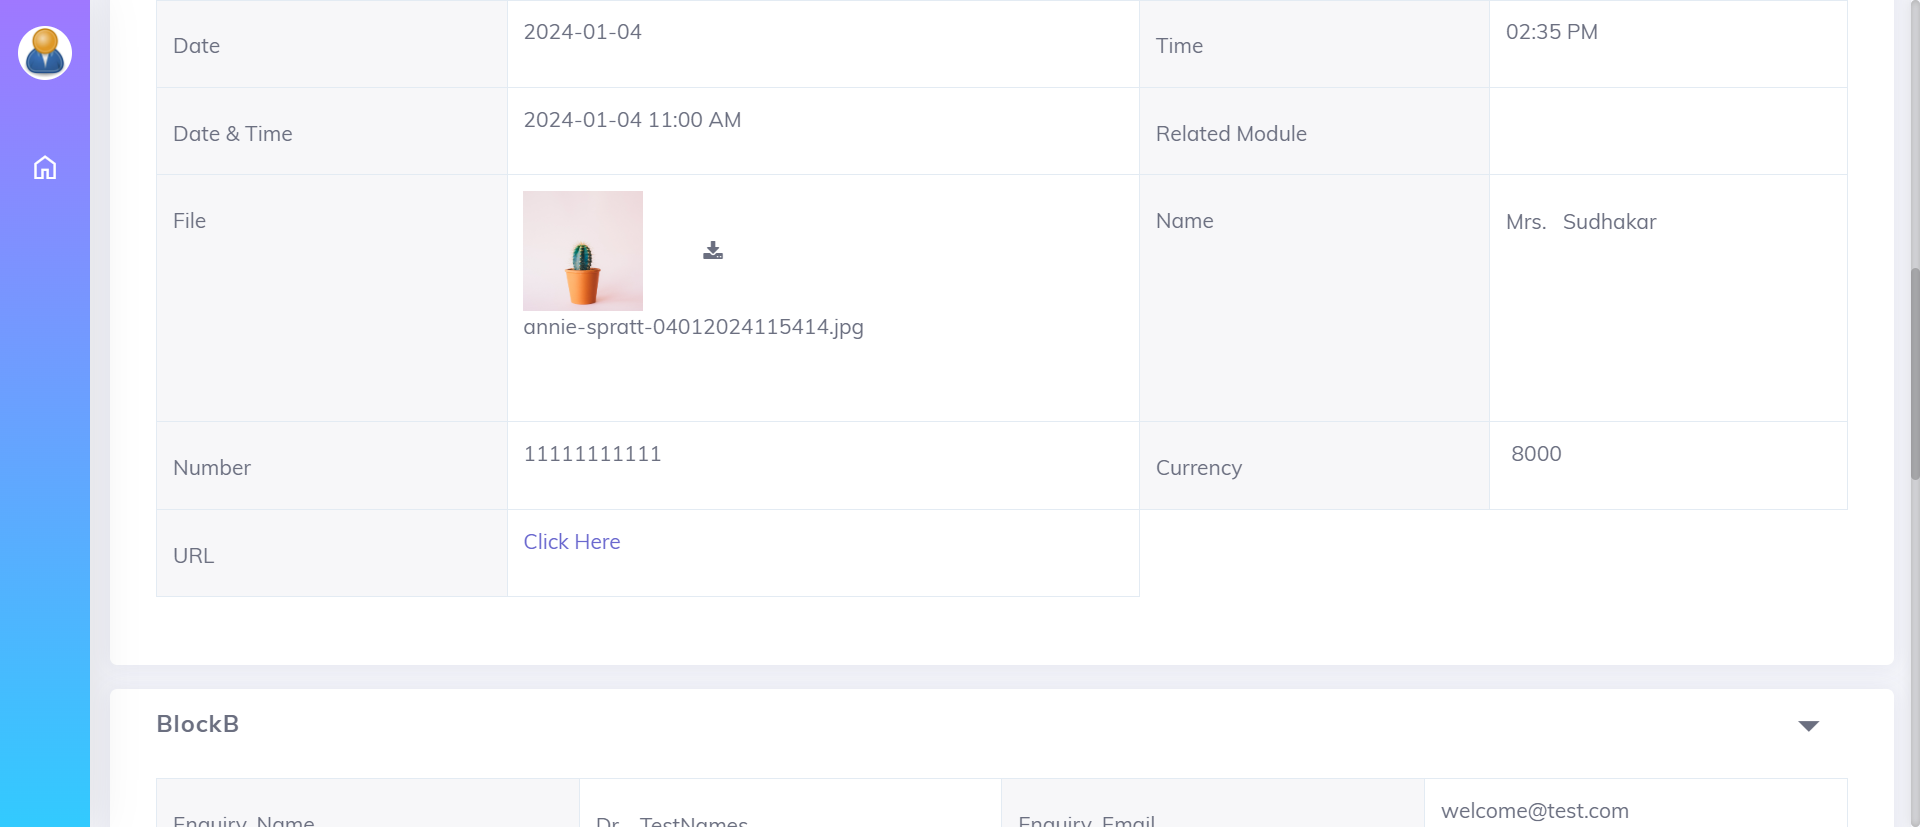 Date 2024-01-04 Time 02:35 PM
Date & Time 2024-01-04 11:00 AM Related Module
File Name Mrs. Sudhakar
annie-spratt-04012024115414.jpg
Number 11111111111 Currency 8000
URL Click Here
BlockB
Enquiry Name Dr. TestNames Enquiry Email welcome@test.com